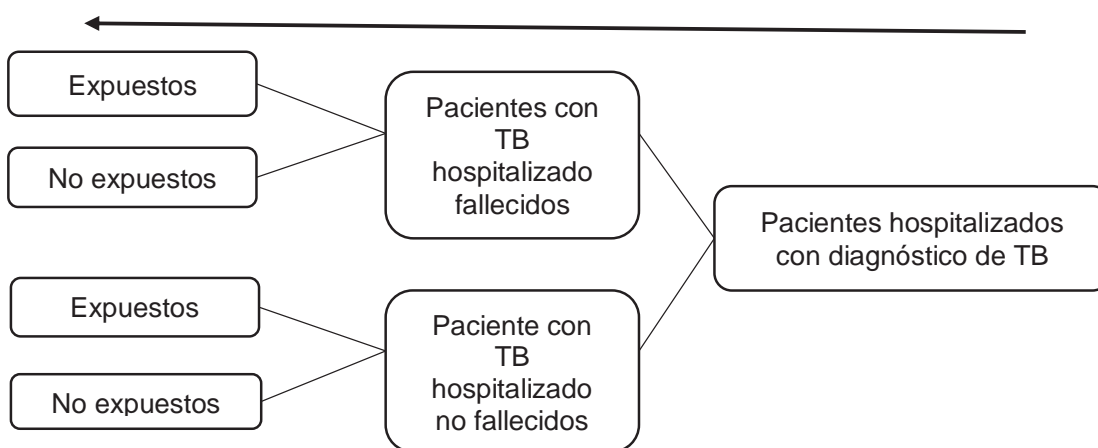 Expuestos
No expuestos
Pacientes con
TB
hospitalizado
fallecidos
Pacientes hospitalizados
con diagnóstico de TB
Expuestos
No expuestos
Paciente con
TB
hospitalizado
no fallecidos